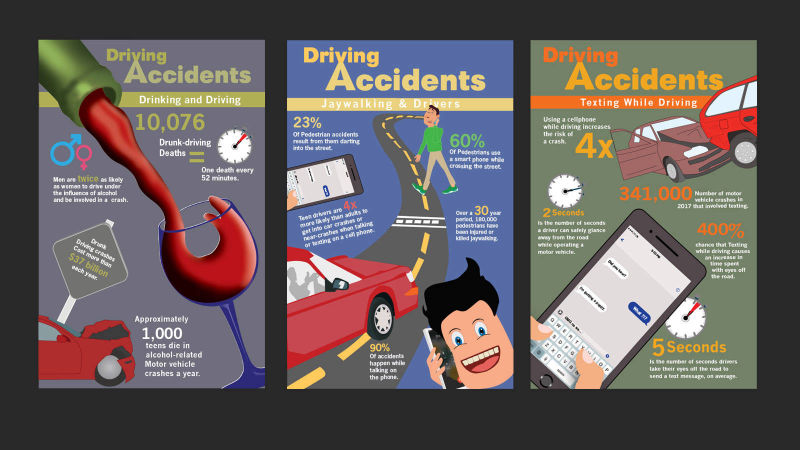 Driving
Accidents
Drinking and Driving
10,076
Drunk-driving
Deaths
One death every
52 minutes.
Men are twice as likely
as women to drive under
the influence of alcohol
and be involved in a crash.
Drunk
Driving crashes
Cost more than
$37 billion
each year.
Approximately
1,000
teens die in
alcohol-related
Motor vehicle
crashes a year.
Driving
Accidents
Jaywalking & Drivers
23%
Of Pedestrian accidents
result from them darting
into the street.
60%
Of Pedestrians use
a smart phone while
crossing the street.
Teen drivers are 4x
more likely than adults to
get into car crashes or
near-crashes when talking
or texting on a cell phone.
Over a 30 year
period, 180,000
pedestrians have
been injured or
killed jaywalking.
90%
Of accidents
happen while
talking on
the phone.
Driving
Accidents
Texting While Driving
Using a cellphone
while driving increases
the risk of
a crash.
4x
341,000 Number of motor
vehicle crashes in
2017 that involved texting.
2 Seconds
Is the number of seconds
a driver can safely glance
away from the road
while operating a
motor vehicle.
400%
chance that Texting
while driving causes
an increase in
time spent
with eyes off
the road.
Did you hear?
What ?!?
5 Seconds
Is the number of seconds drivers
take their eyes off the road to
send a text message, on average.